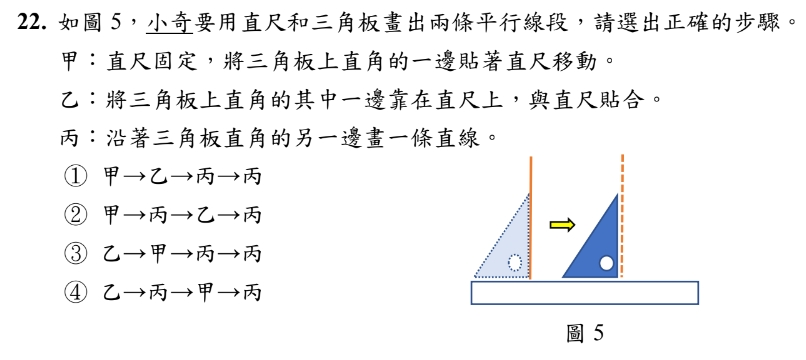 22. 如圖 5，小奇要用直尺和三角板畫出兩條平行線段，請選出正確的步驟。
甲：直尺固定，將三角板上直角的一邊貼著直尺移動。
乙：將三角板上直角的其中一邊靠在直尺上，與直尺貼合。
丙：沿著三角板直角的另一邊畫一條直線。
① 甲→乙→丙→丙
② 甲→丙→乙→丙
③ 乙→甲→丙→丙
④ 乙→丙→甲→丙
圖 5